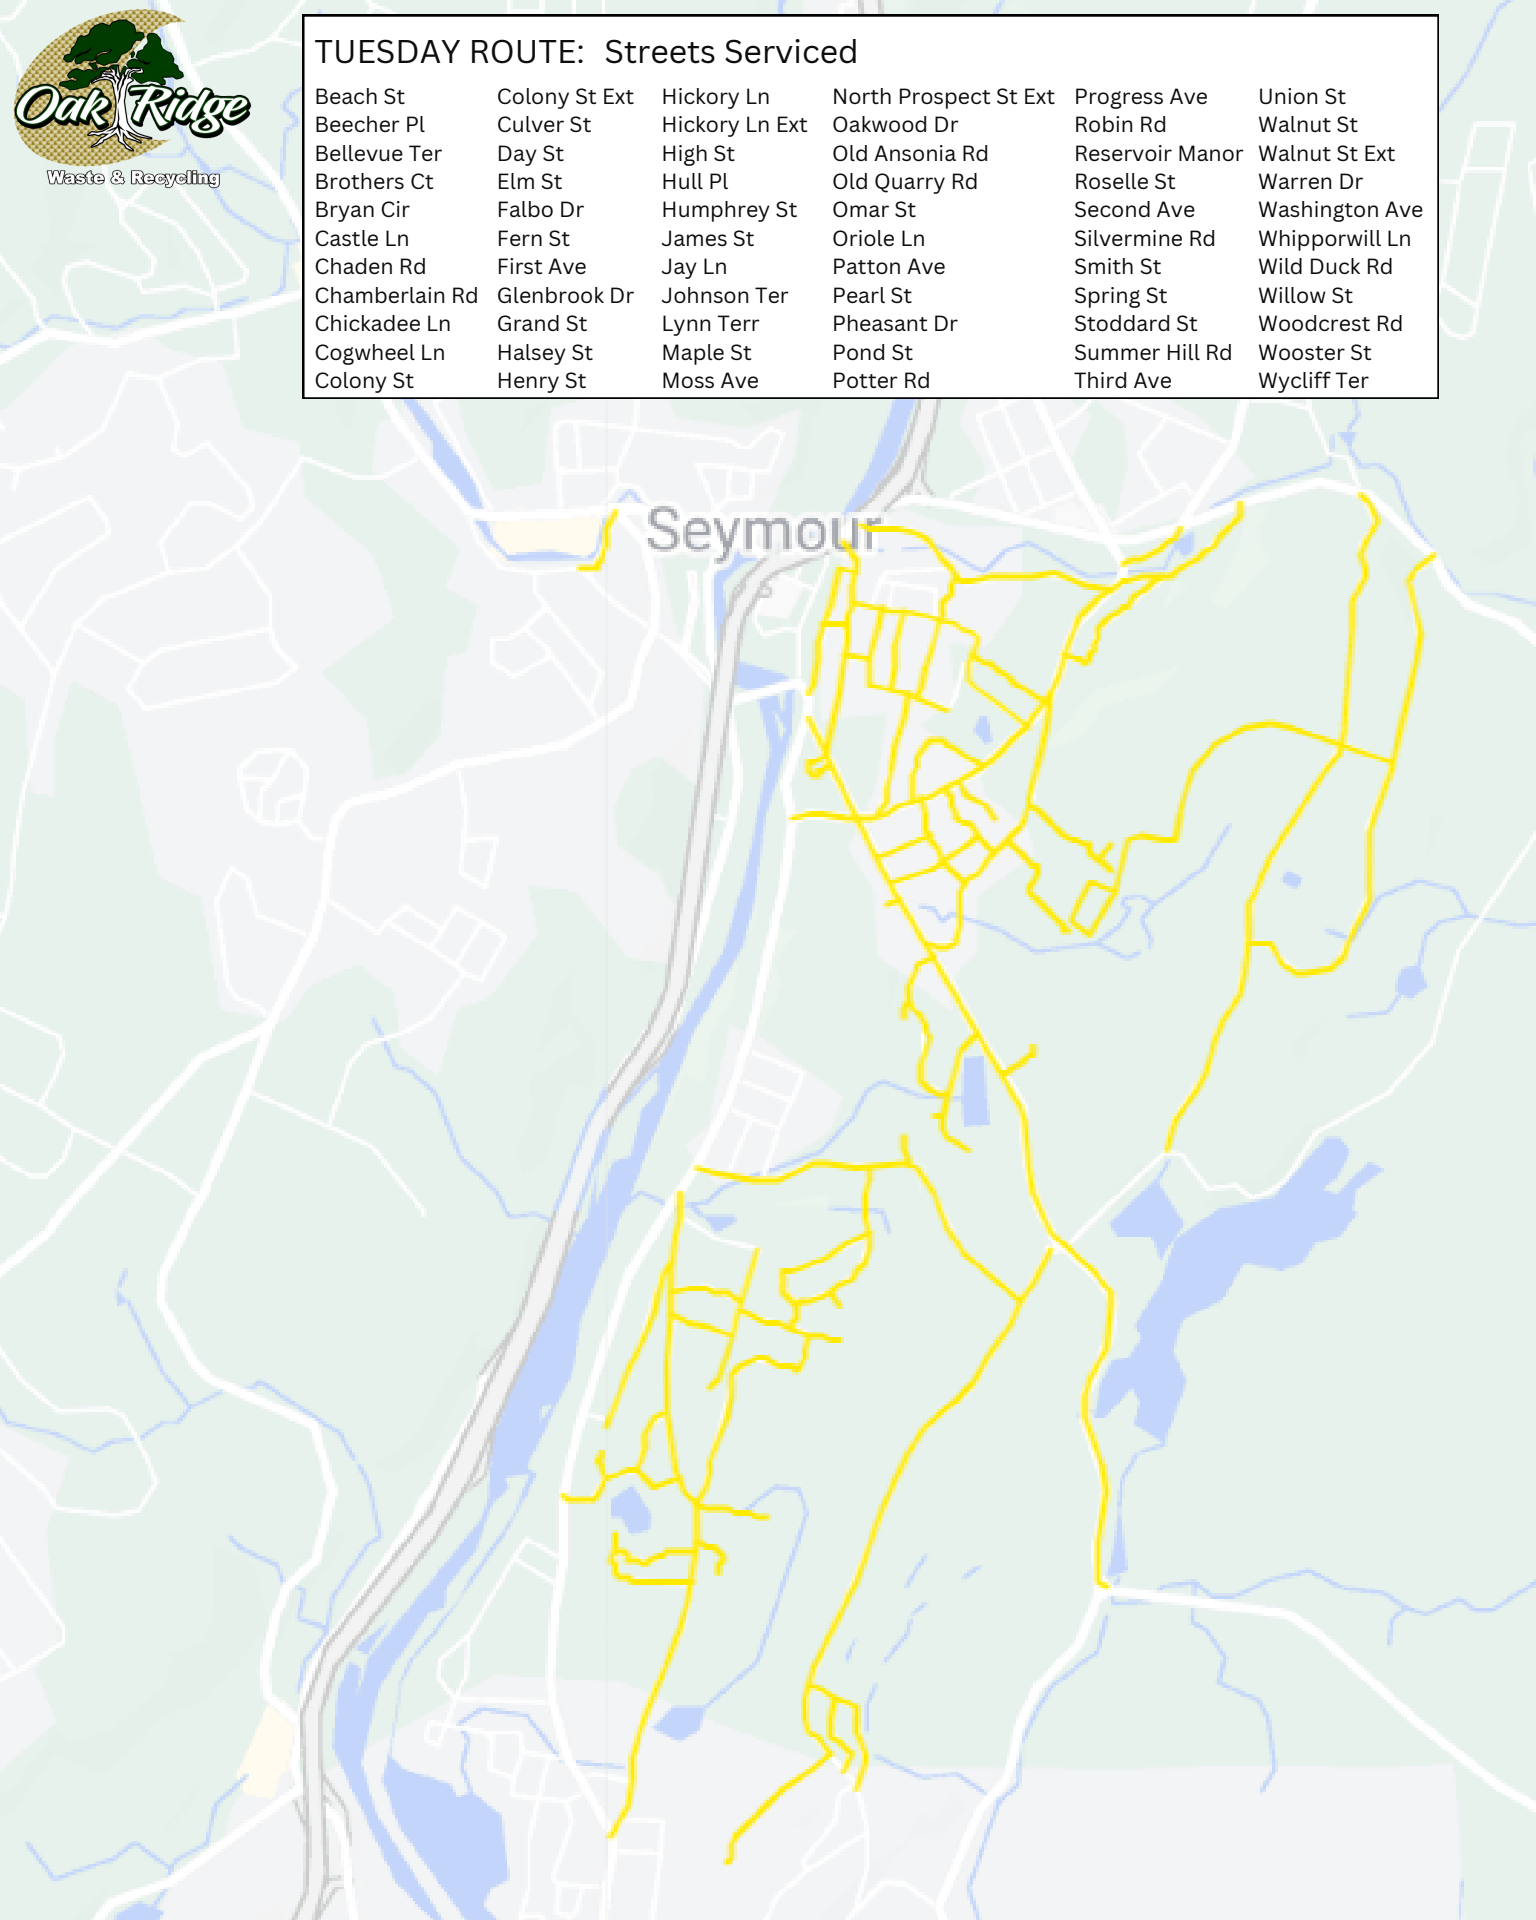 Oak Ridge
Waste & Recycling
TUESDAY ROUTE: Streets Serviced
Beach St
Beecher Pl
Bellevue Ter
Brothers Ct
Bryan Cir
Castle Ln
Chaden Rd
Chamberlain Rd
Chickadee Ln
Cogwheel Ln
Colony St
Colony St Ext
Culver St
Day St
Elm St
Falbo Dr
Fern St
First Ave
Glenbrook Dr
Grand St
Halsey St
Henry St
Hickory Ln
Hickory Ln Ext
High St
Hull Pl
Humphrey St
James St
Jay Ln
Johnson Ter
Lynn Terr
Maple St
Moss Ave
North Prospect St Ext
Oakwood Dr
Old Ansonia Rd
Old Quarry Rd
Omar St
Oriole Ln
Patton Ave
Pearl St
Pheasant Dr
Pond St
Potter Rd
Progress Ave
Robin Rd
Reservoir Manor
Roselle St
Second Ave
Silvermine Rd
Smith St
Spring St
Stoddard St
Summer Hill Rd
Third Ave
Union St
Walnut St
Walnut St Ext
Warren Dr
Washington Ave
Whipporwill Ln
Wild Duck Rd
Willow St
Woodcrest Rd
Wooster St
Wycliff Ter
Seymour